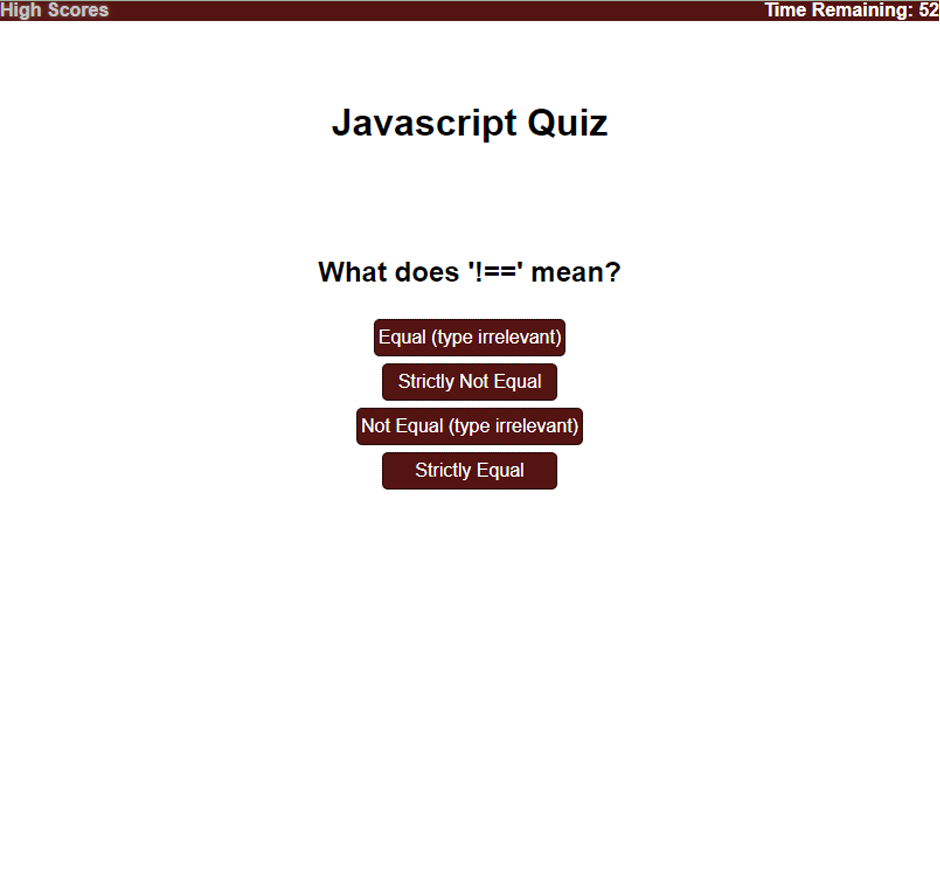 High Scores
Time Remaining: 52
Javascript Quiz
What does '!==' mean?
Equal (type irrelevant)
Strictly Not Equal
Not Equal (type irrelevant)
Strictly Equal